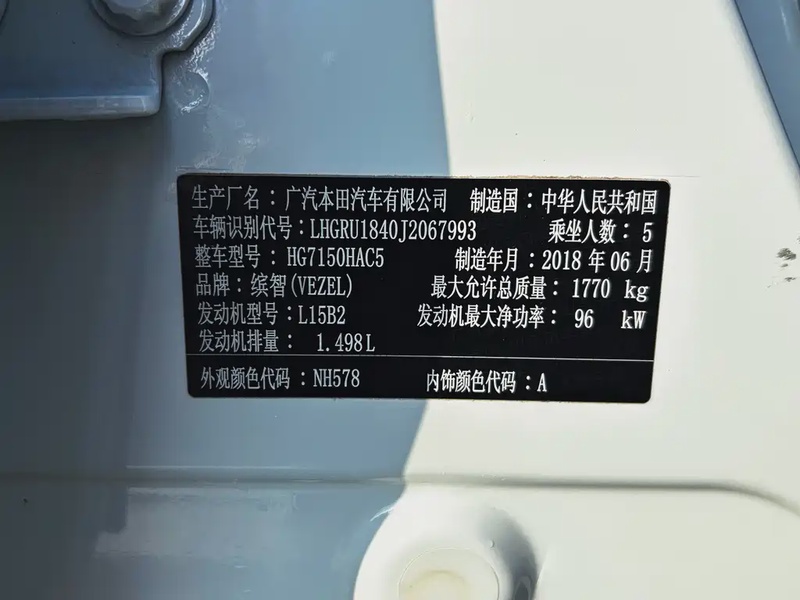 生产厂名：广汽本田汽车有限公司 制造国：中华人民共和国
车辆识别代号：LHGRU1840J2067993 乘坐人数：5
整车型号：HG7150HAC5 制造年月：2018 年 06 月
品牌：缤智(VEZEL) 最大允许总质量：1770 kg
发动机型号：L15B2 发动机最大净功率：96 kW
发动机排量：1.498L
外观颜色代码：NH578 内饰颜色代码：A